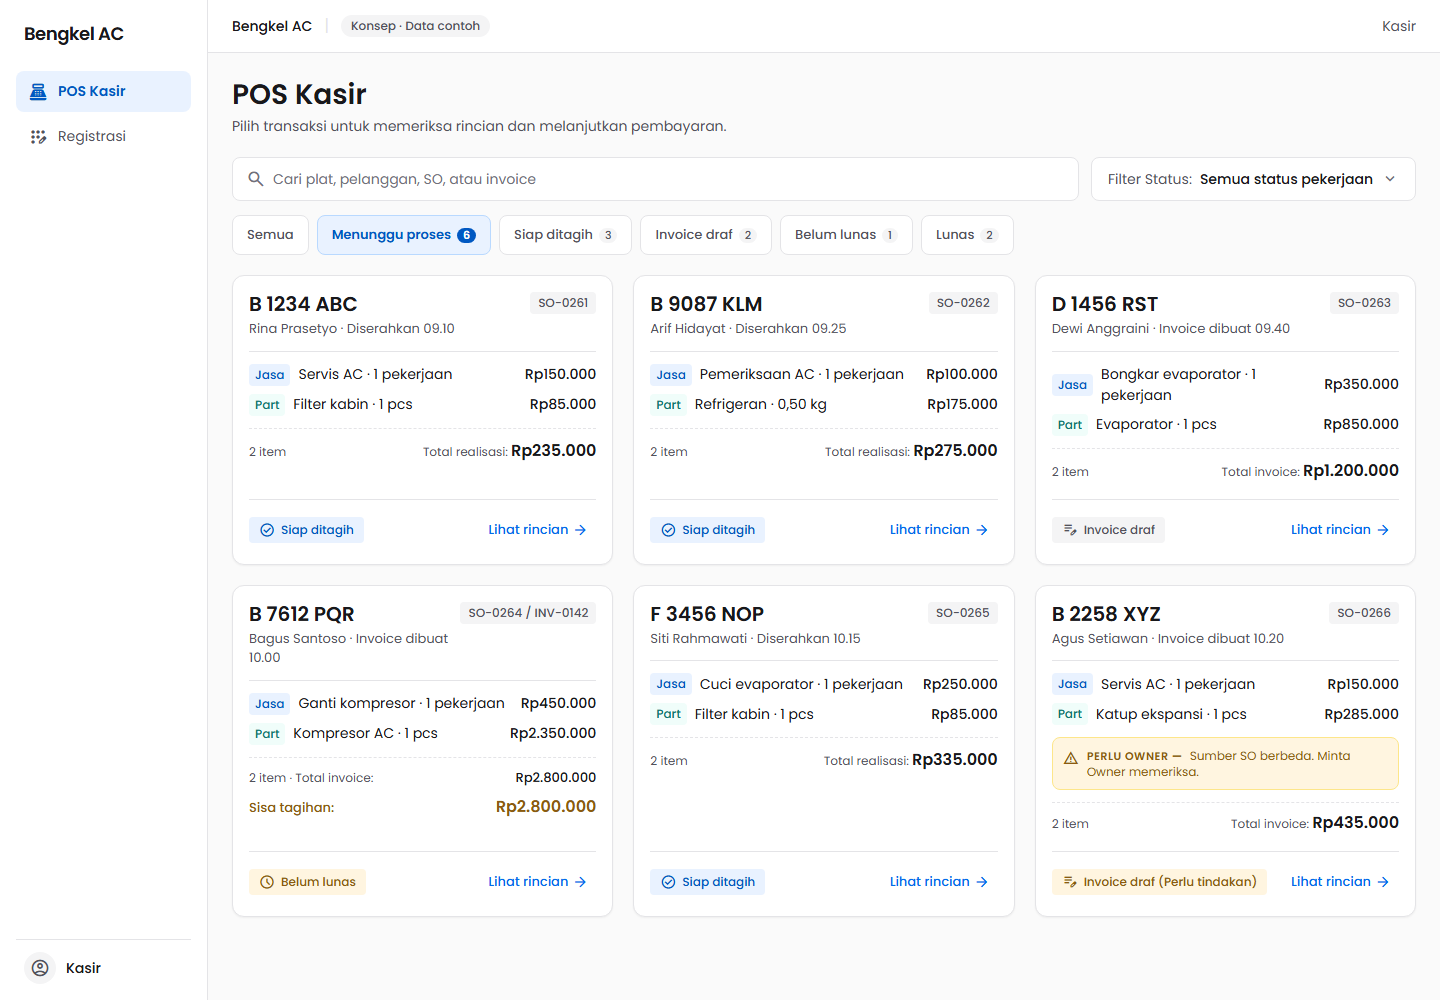 Bengkel AC
POS Kasir
Registrasi
Kasir
Bengkel AC
Konsep · Data contoh
Kasir
POS Kasir
Pilih transaksi untuk memeriksa rincian dan melanjutkan pembayaran.
Cari plat, pelanggan, SO, atau invoice
Filter Status: Semua status pekerjaan
Semua
Menunggu proses 6
Siap ditagih 3
Invoice draf 2
Belum lunas 1
Lunas 2
B 1234 ABC SO-0261
Rina Prasetyo · Diserahkan 09.10
Jasa Servis AC · 1 pekerjaan Rp150.000
Part Filter kabin · 1 pcs Rp85.000
2 item Total realisasi: Rp235.000
Siap ditagih Lihat rincian
B 9087 KLM SO-0262
Arif Hidayat · Diserahkan 09.25
Jasa Pemeriksaan AC · 1 pekerjaan Rp100.000
Part Refrigeran · 0,50 kg Rp175.000
2 item Total realisasi: Rp275.000
Siap ditagih Lihat rincian
D 1456 RST SO-0263
Dewi Anggraini · Invoice dibuat 09.40
Jasa Bongkar evaporator · 1
pekerjaan Rp350.000
Part Evaporator · 1 pcs Rp850.000
2 item Total invoice: Rp1.200.000
Invoice draf Lihat rincian
B 7612 PQR SO-0264 / INV-0142
Bagus Santoso · Invoice dibuat
10.00
Jasa Ganti kompresor · 1 pekerjaan Rp450.000
Part Kompresor AC · 1 pcs Rp2.350.000
2 item · Total invoice: Rp2.800.000
Sisa tagihan: Rp2.800.000
Belum lunas Lihat rincian
F 3456 NOP SO-0265
Siti Rahmawati · Diserahkan 10.15
Jasa Cuci evaporator · 1 pekerjaan Rp250.000
Part Filter kabin · 1 pcs Rp85.000
2 item Total realisasi: Rp335.000
Siap ditagih Lihat rincian
B 2258 XYZ SO-0266
Agus Setiawan · Invoice dibuat 10.20
Jasa Servis AC · 1 pekerjaan Rp150.000
Part Katup ekspansi · 1 pcs Rp285.000
PERLU OWNER — Sumber SO berbeda. Minta
Owner memeriksa.
2 item Total invoice: Rp435.000
Invoice draf (Perlu tindakan) Lihat rincian